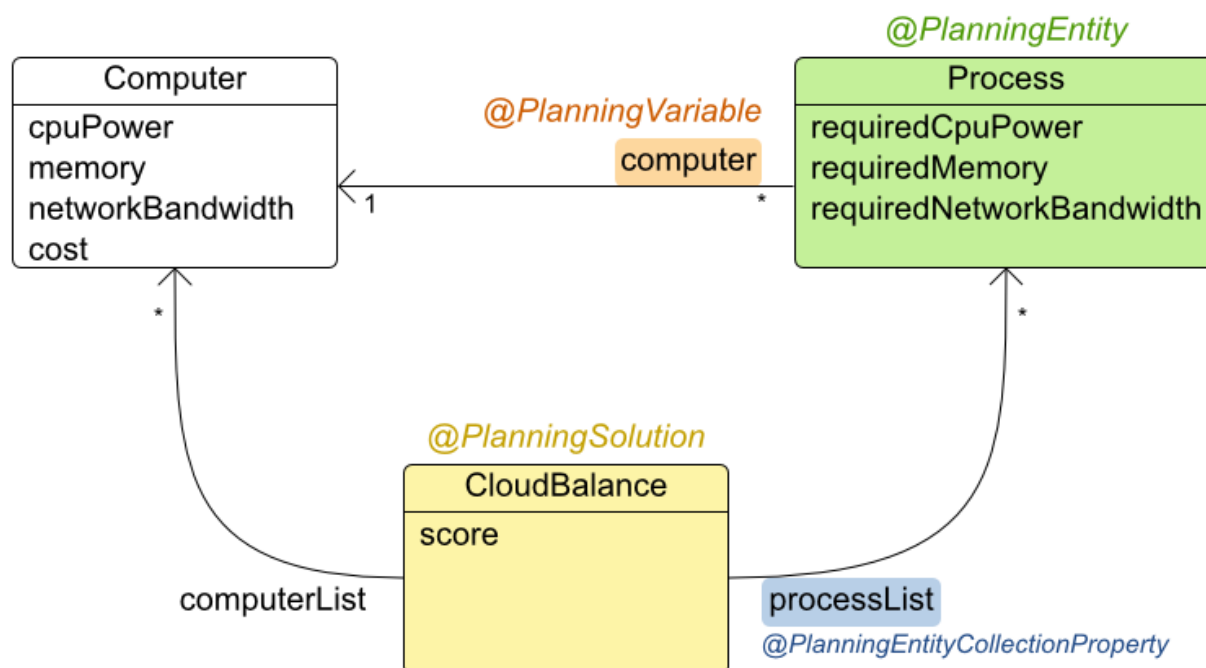 @PlanningEntity
Computer
Process
cpuPower
memory
networkBandwidth
cost
@PlanningVariable
computer
1
*
requiredCpuPower
requiredMemory
requiredNetworkBandwidth
*
*
@PlanningSolution
CloudBalance
score
computerList
processList
@PlanningEntityCollectionProperty